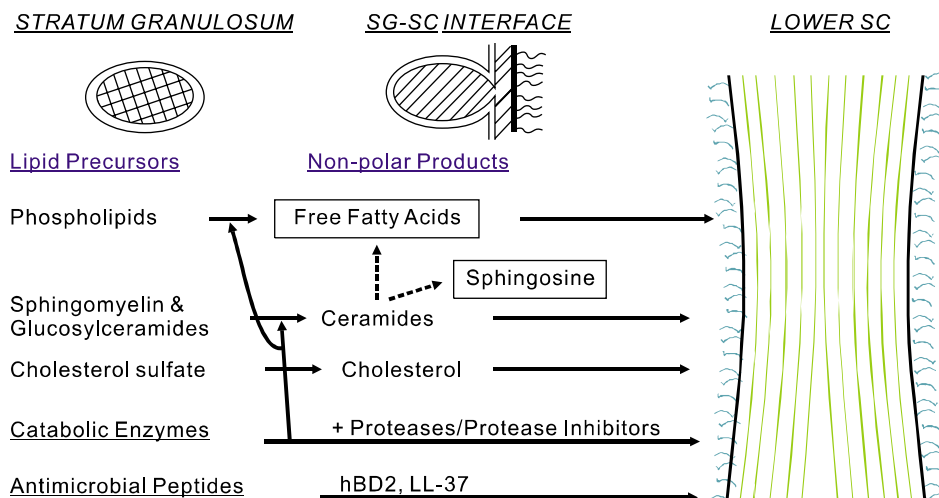 STRATUM GRANULOSUM
SG-SC INTERFACE
LOWER SC
Lipid Precursors
Non-polar Products
Phospholipids
Free Fatty Acids
Sphingosine
Sphingomyelin &
Glucosylceramides
Ceramides
Cholesterol sulfate
Cholesterol
Catabolic Enzymes
+ Proteases/Protease Inhibitors
Antimicrobial Peptides
hBD2, LL-37